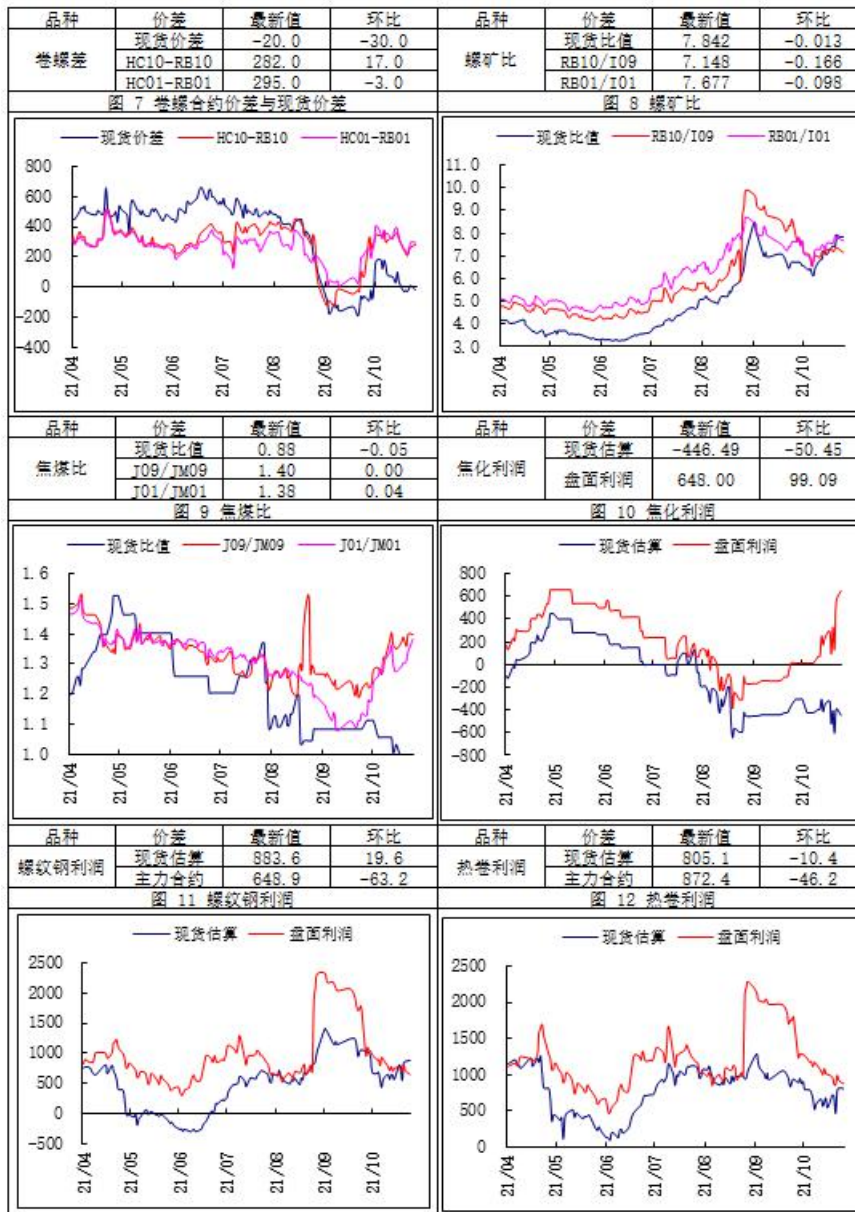 品种 价差 最新值 环比 品种 价差 最新值 环比
卷螺差 现货价差 -20.0 -30.0 螺矿比 现货比值 7.842 -0.013
HC10-RB10 282.0 17.0 RB10/I09 7.148 -0.166
HC01-RB01 295.0 -3.0 RB01/I01 7.677 -0.098
图 7 卷螺合约价差与现货价差 图 8 螺矿比
现货价差 HC10-RB10 HC01-RB01
800
600
400
200
0
-200
-400
21/04 21/05 21/06 21/07 21/08 21/09 21/10
现货比值 RB10/I09 RB01/I01
11.0
10.0
9.0
8.0
7.0
6.0
5.0
4.0
3.0
21/04 21/05 21/06 21/07 21/08 21/09 21/10
品种 价差 最新值 环比 品种 价差 最新值 环比
焦煤比 现货比值 0.88 -0.05 焦化利润 现货估算 -446.49 -50.45
J09/JM09 1.40 0.00 盘面利润 648.00 99.09
J01/JM01 1.38 0.04
图 9 焦煤比 图 10 焦化利润
现货比值 J09/JM09 J01/JM01
1.6
1.5
1.4
1.3
1.2
1.1
1.0
21/04 21/05 21/06 21/07 21/08 21/09 21/10
现货估算 盘面利润
800
600
400
200
0
-200
-400
-600
-800
21/04 21/05 21/06 21/07 21/08 21/09 21/10
品种 价差 最新值 环比 品种 价差 最新值 环比
螺纹钢利润 现货估算 883.6 19.6 热卷利润 现货估算 805.1 -10.4
主力合约 648.9 -63.2 主力合约 872.4 -46.2
图 11 螺纹钢利润 图 12 热卷利润
现货估算 盘面利润
2500
2000
1500
1000
500
0
-500
21/04 21/05 21/06 21/07 21/08 21/09 21/10
现货估算 盘面利润
2500
2000
1500
1000
500
0
21/04 21/05 21/06 21/07 21/08 21/09 21/10